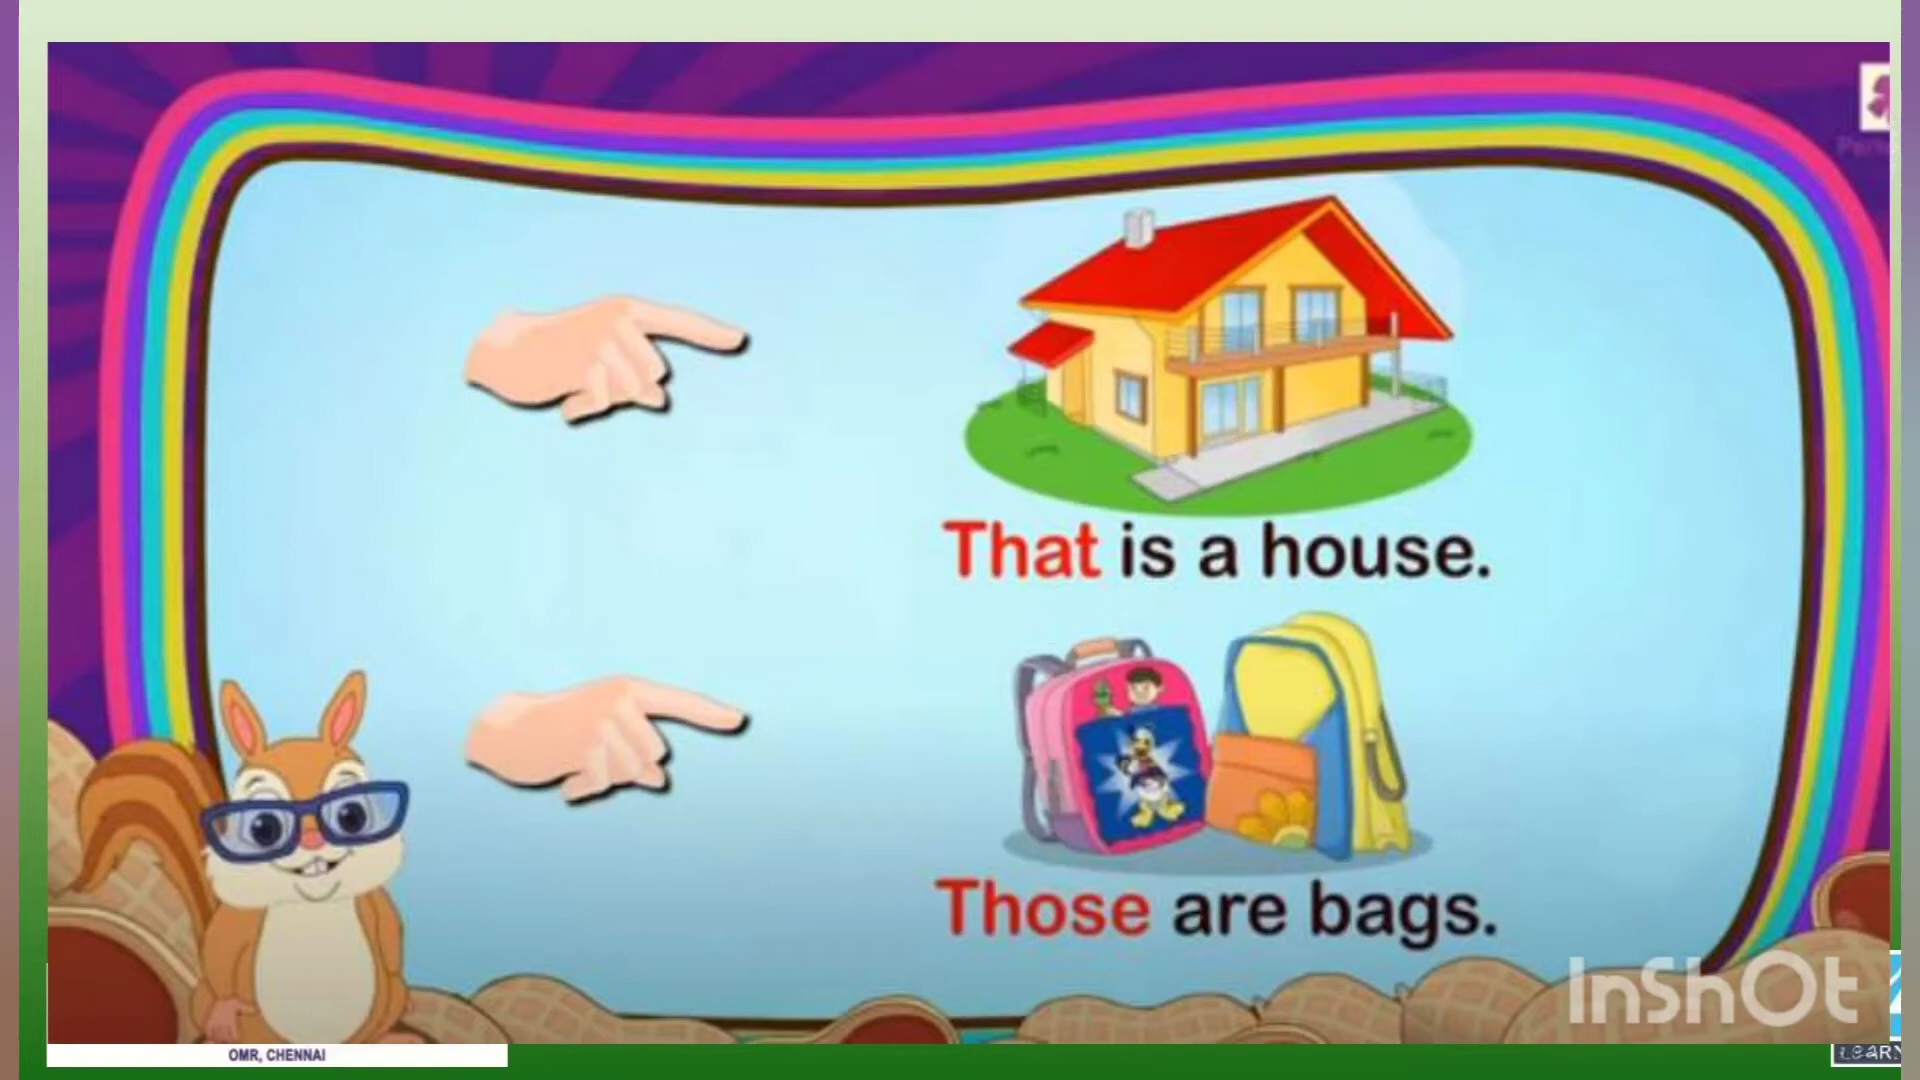 That is a house.
Those are bags.
InShOt
OMR, CHENNAI